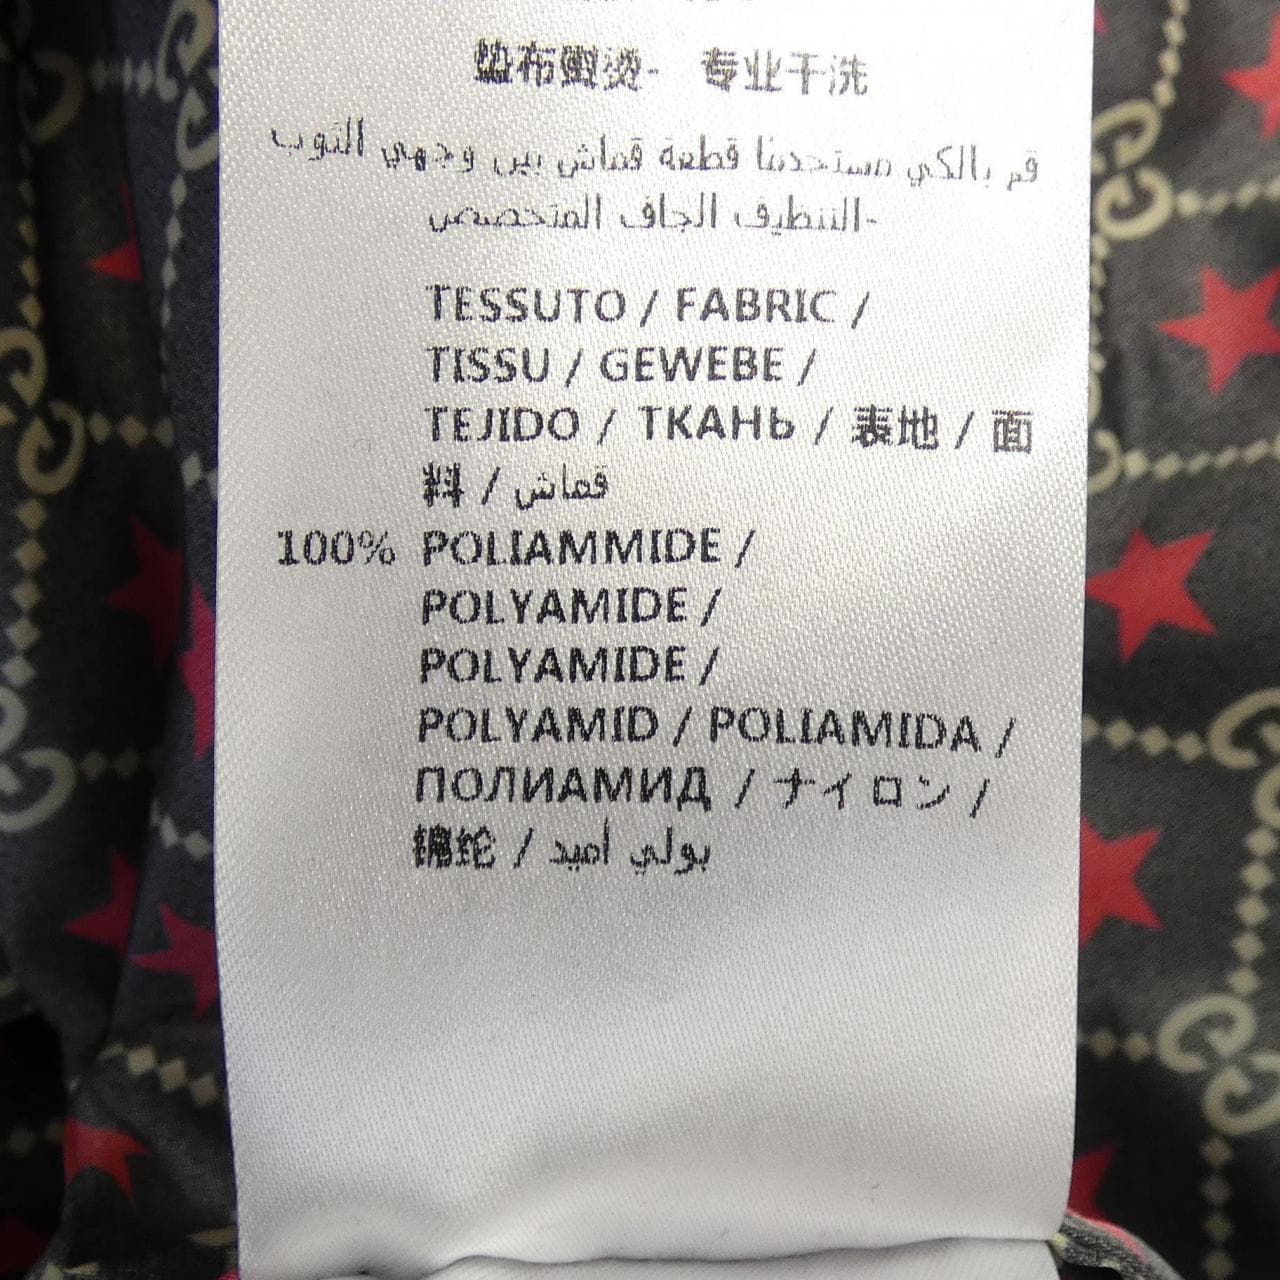 垫布熨烫- 专业干洗
قم بالكي مستخدما قطعة قماش بين وجهي الثوب
-التنظيف الجاف المتخصص
TESSUTO / FABRIC /
TISSU / GEWEBE /
TEJIDO / ТКАНЬ / 表地 / 面
料 / قماش
100% POLIAMMIDE /
POLYAMIDE /
POLYAMIDE /
POLYAMID / POLIAMIDA /
ПОЛИАМИД / ナイロン /
锦纶 / بولي أميد